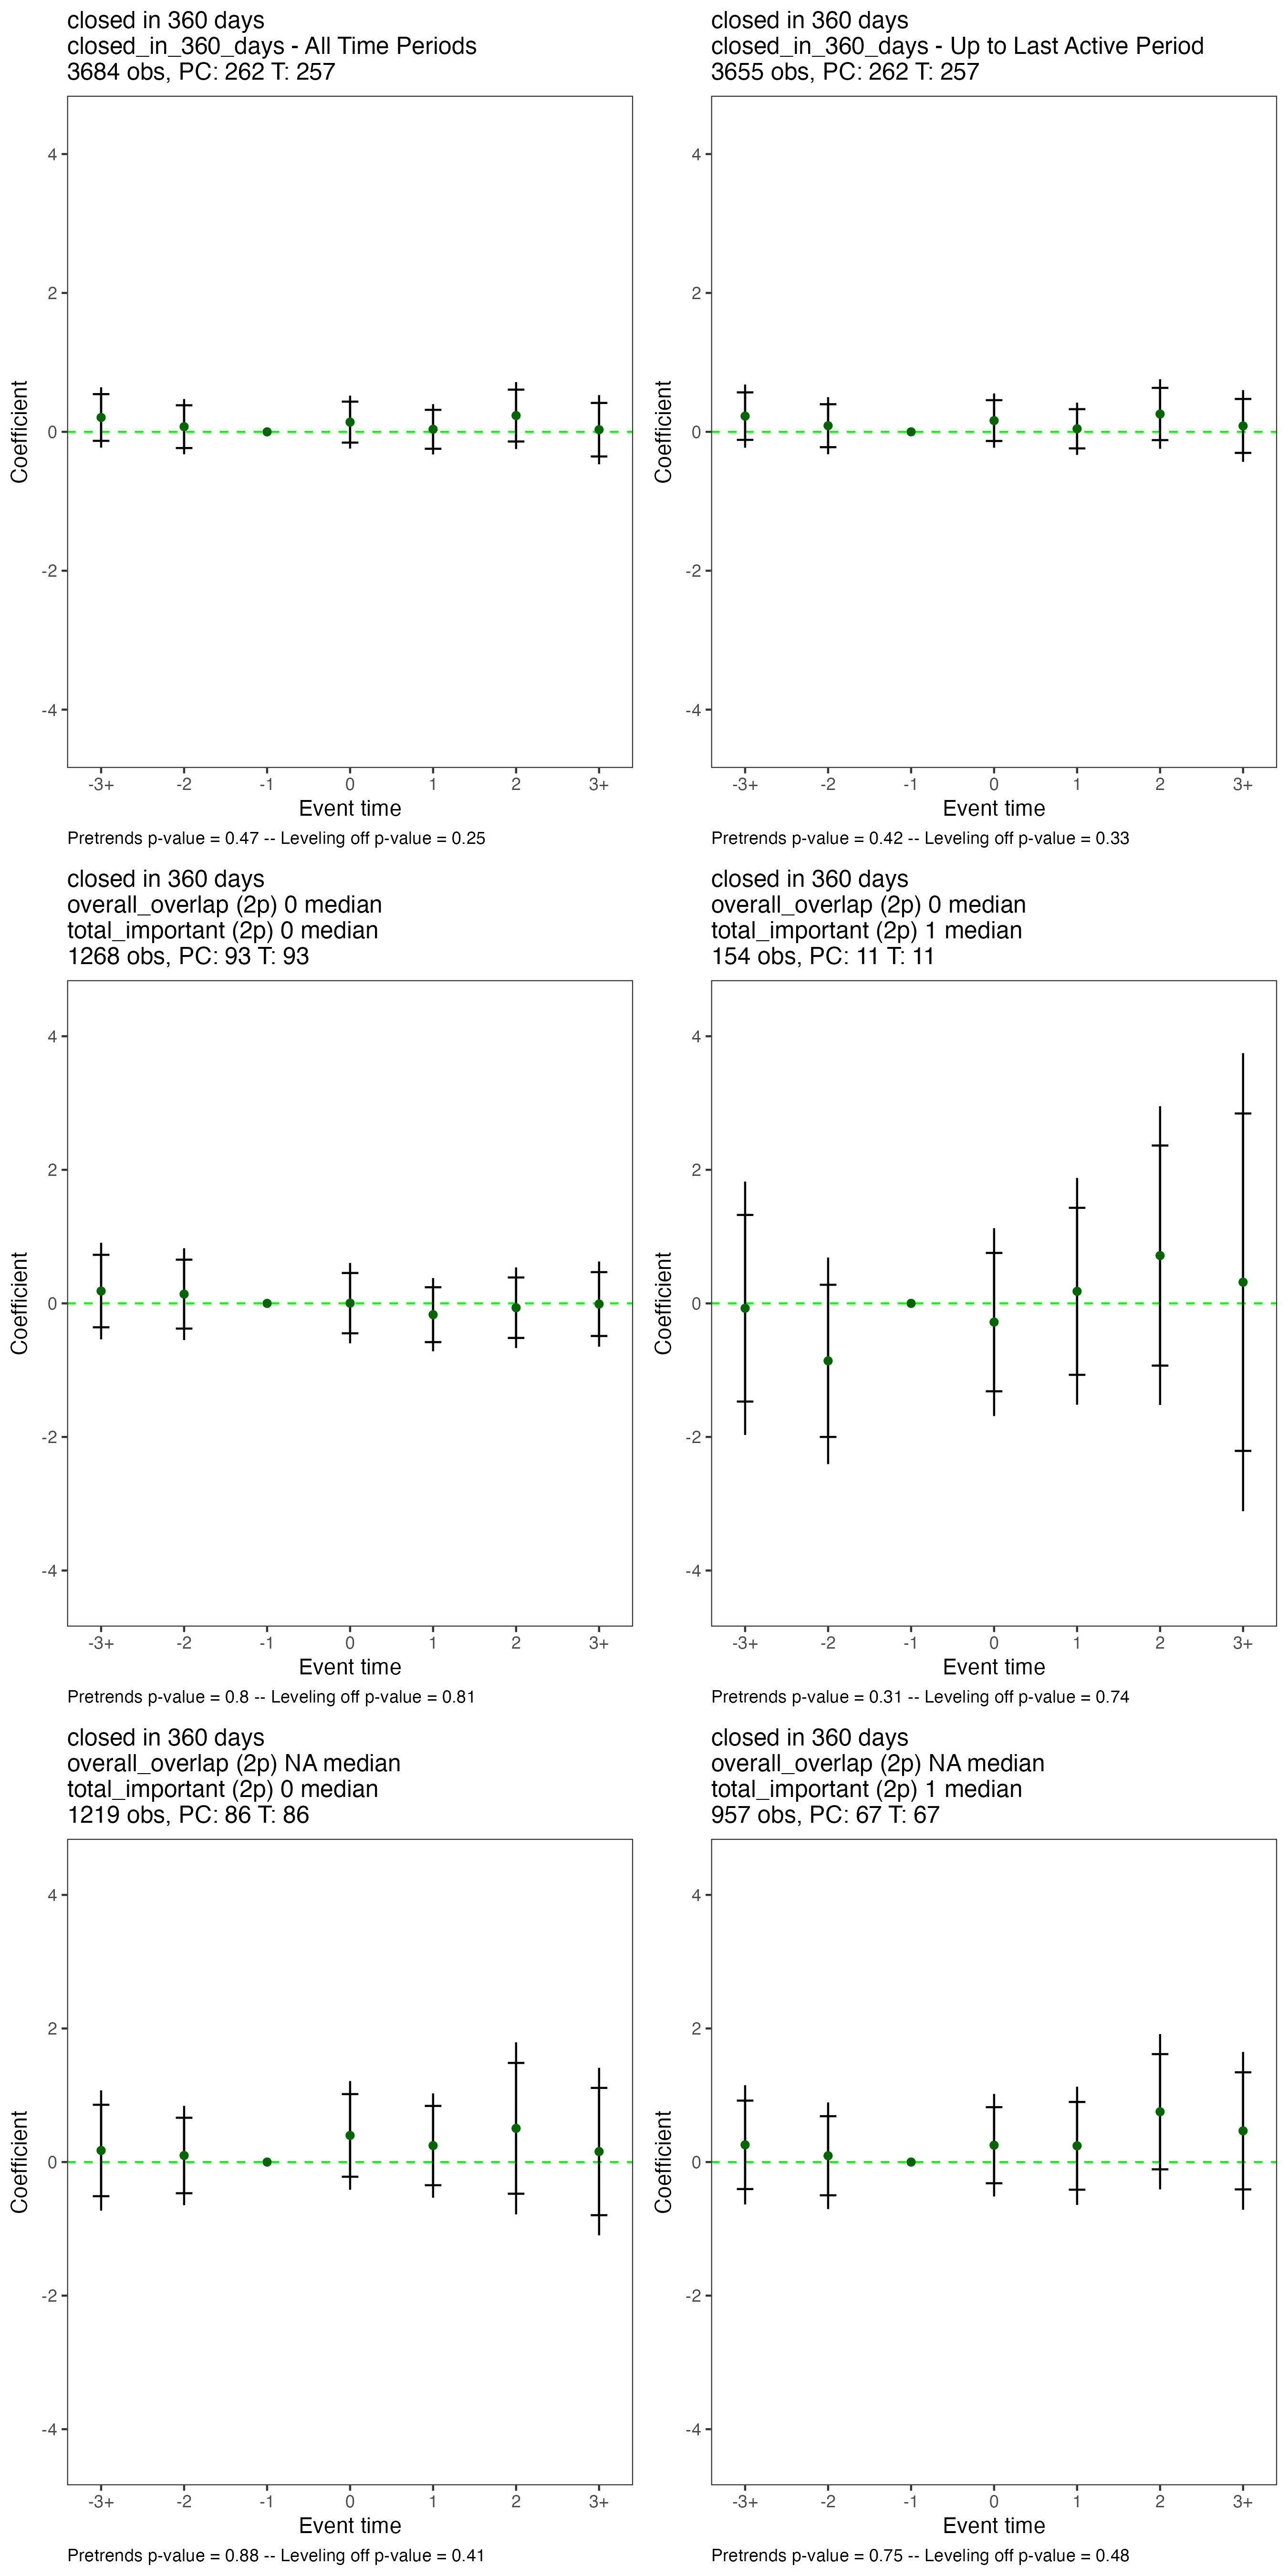 closed in 360 days
closed_in_360_days - All Time Periods
3684 obs, PC: 262 T: 257
4
2
0
-2
-4
Coefficient
-3+ -2 -1 0 1 2 3+
Event time
Pretrends p-value = 0.47 -- Leveling off p-value = 0.25
closed in 360 days
closed_in_360_days - Up to Last Active Period
3655 obs, PC: 262 T: 257
4
2
0
-2
-4
Coefficient
-3+ -2 -1 0 1 2 3+
Event time
Pretrends p-value = 0.42 -- Leveling off p-value = 0.33
closed in 360 days
overall_overlap (2p) 0 median
total_important (2p) 0 median
1268 obs, PC: 93 T: 93
4
2
0
-2
-4
Coefficient
-3+ -2 -1 0 1 2 3+
Event time
Pretrends p-value = 0.8 -- Leveling off p-value = 0.81
closed in 360 days
overall_overlap (2p) 0 median
total_important (2p) 1 median
154 obs, PC: 11 T: 11
4
2
0
-2
-4
Coefficient
-3+ -2 -1 0 1 2 3+
Event time
Pretrends p-value = 0.31 -- Leveling off p-value = 0.74
closed in 360 days
overall_overlap (2p) NA median
total_important (2p) 0 median
1219 obs, PC: 86 T: 86
4
2
0
-2
-4
Coefficient
-3+ -2 -1 0 1 2 3+
Event time
Pretrends p-value = 0.88 -- Leveling off p-value = 0.41
closed in 360 days
overall_overlap (2p) NA median
total_important (2p) 1 median
957 obs, PC: 67 T: 67
4
2
0
-2
-4
Coefficient
-3+ -2 -1 0 1 2 3+
Event time
Pretrends p-value = 0.75 -- Leveling off p-value = 0.48